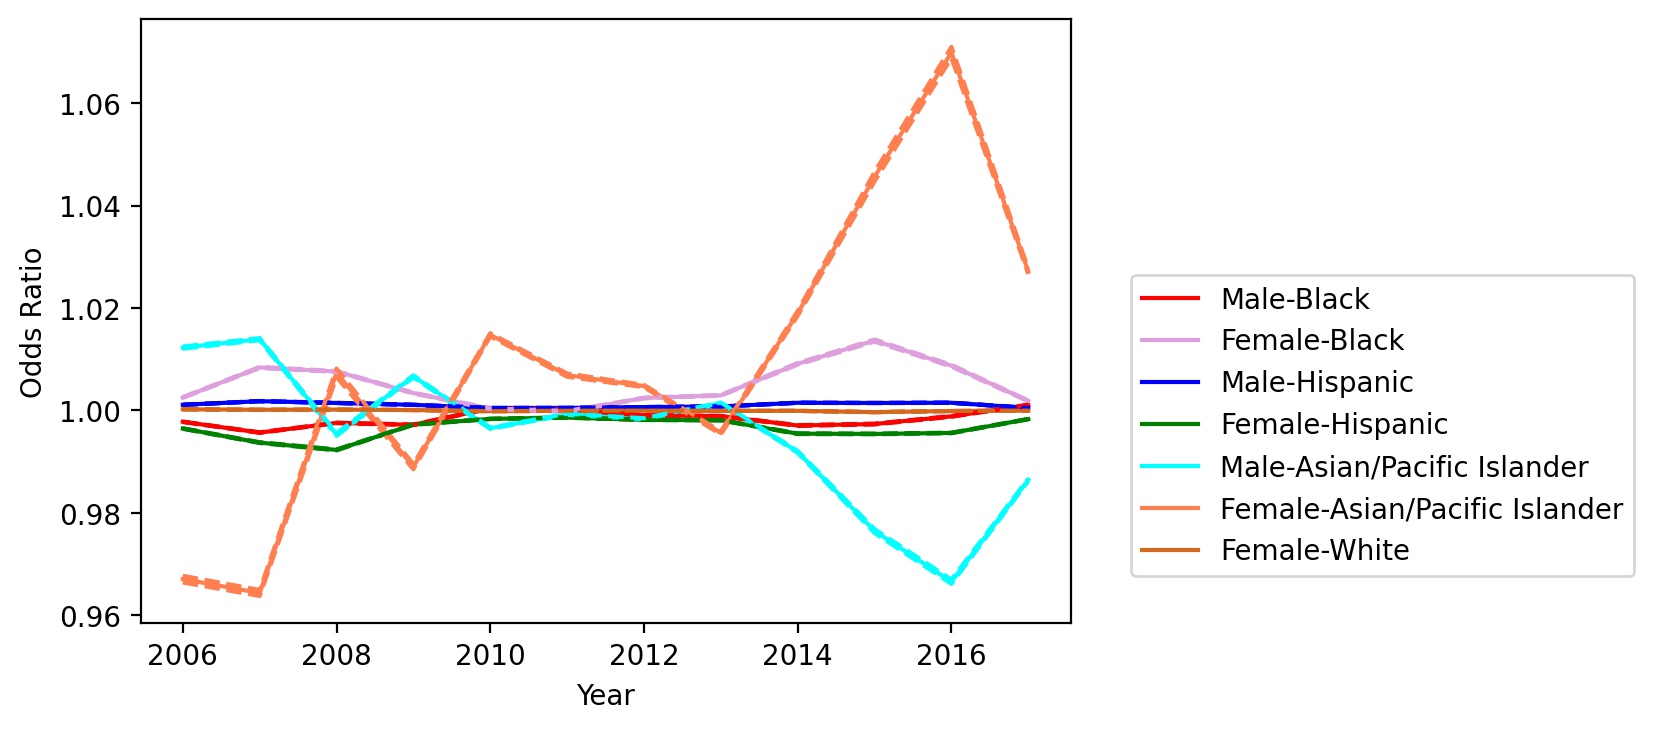 Odds Ratio
1.06
1.04
1.02
1.00
0.98
0.96
2006 2008 2010 2012 2014 2016
Year
Male-Black
Female-Black
Male-Hispanic
Female-Hispanic
Male-Asian/Pacific Islander
Female-Asian/Pacific Islander
Female-White